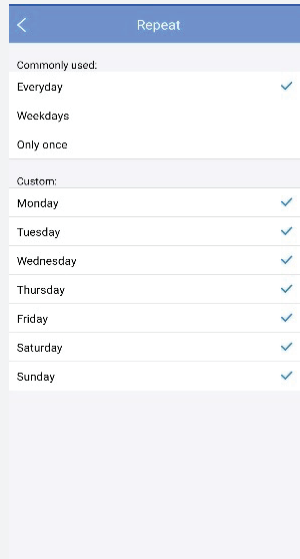 Repeat
Commonly used:
Everyday
Weekdays
Only once
Custom:
Monday
Tuesday
Wednesday
Thursday
Friday
Saturday
Sunday